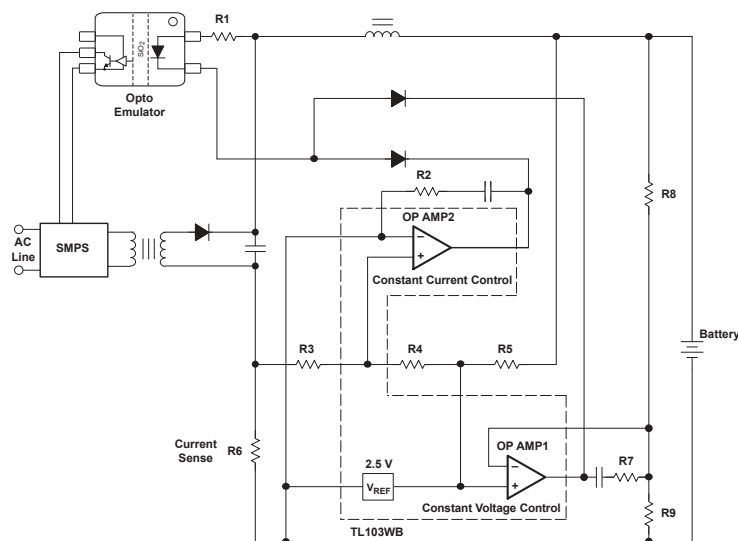 R1
SiO2
Opto
Emulator
R2
R8
OP AMP2
AC
Line
SMPS
−
+
Constant Current Control
Battery
R3
R4
R5
Current
Sense
R6
OP AMP1
2.5 V
VREF
−
+
R7
Constant Voltage Control
R9
TL103WB